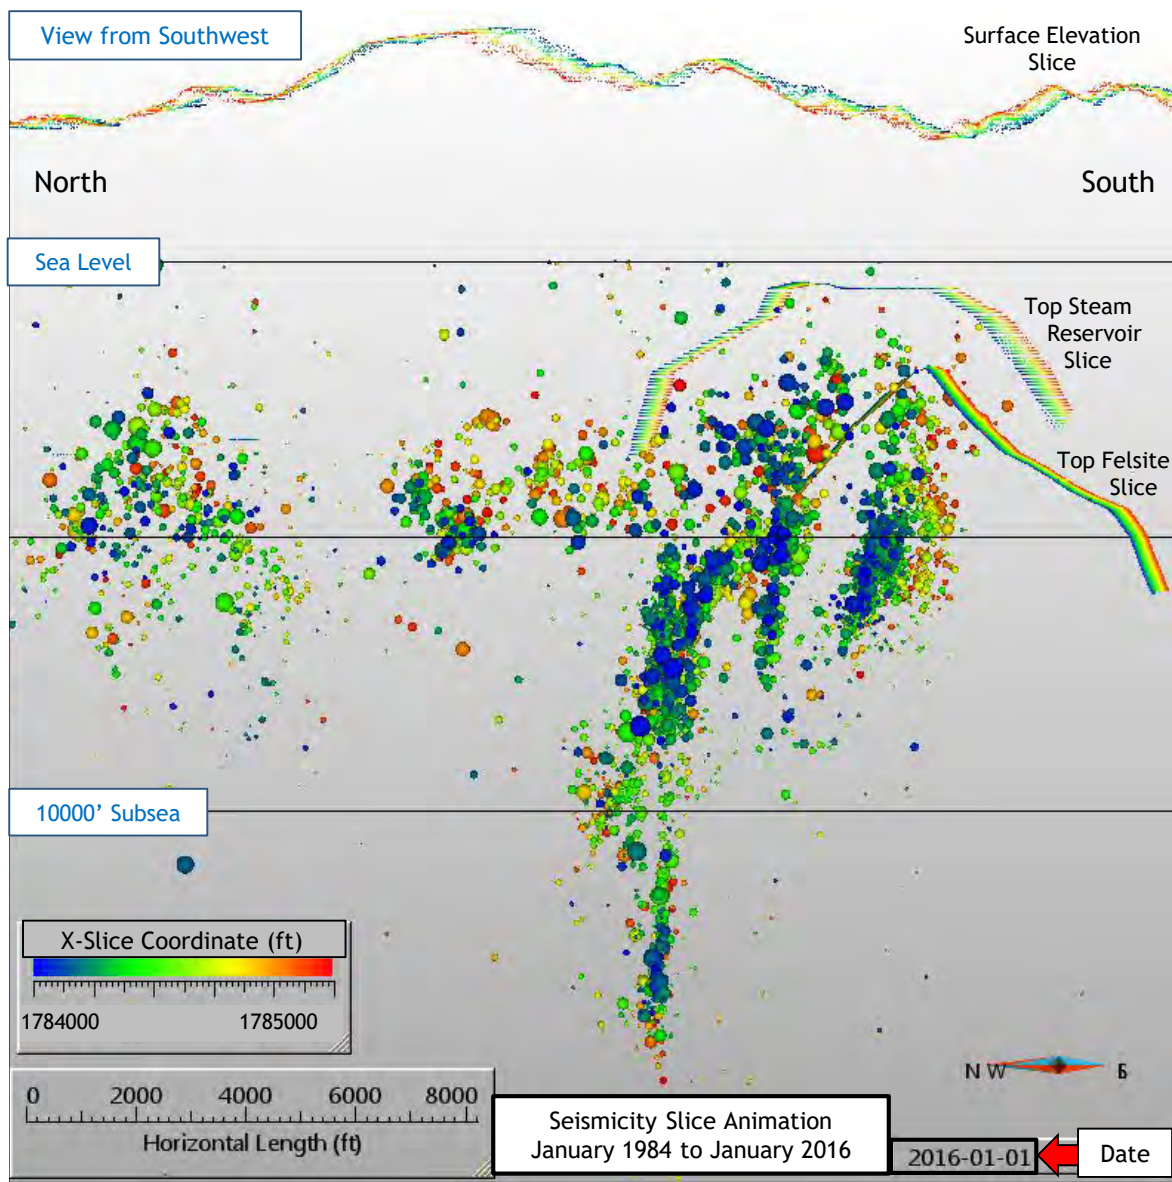 View from Southwest
Surface Elevation
Slice
North
South
Sea Level
Top Steam
Reservoir
Slice
Top Felsite
Slice
10000’ Subsea
X-Slice Coordinate (ft)
1784000 1785000
N W
0 2000 4000 6000 8000
Horizontal Length (ft)
Seismicity Slice Animation
January 1984 to January 2016
2016-01-01
Date